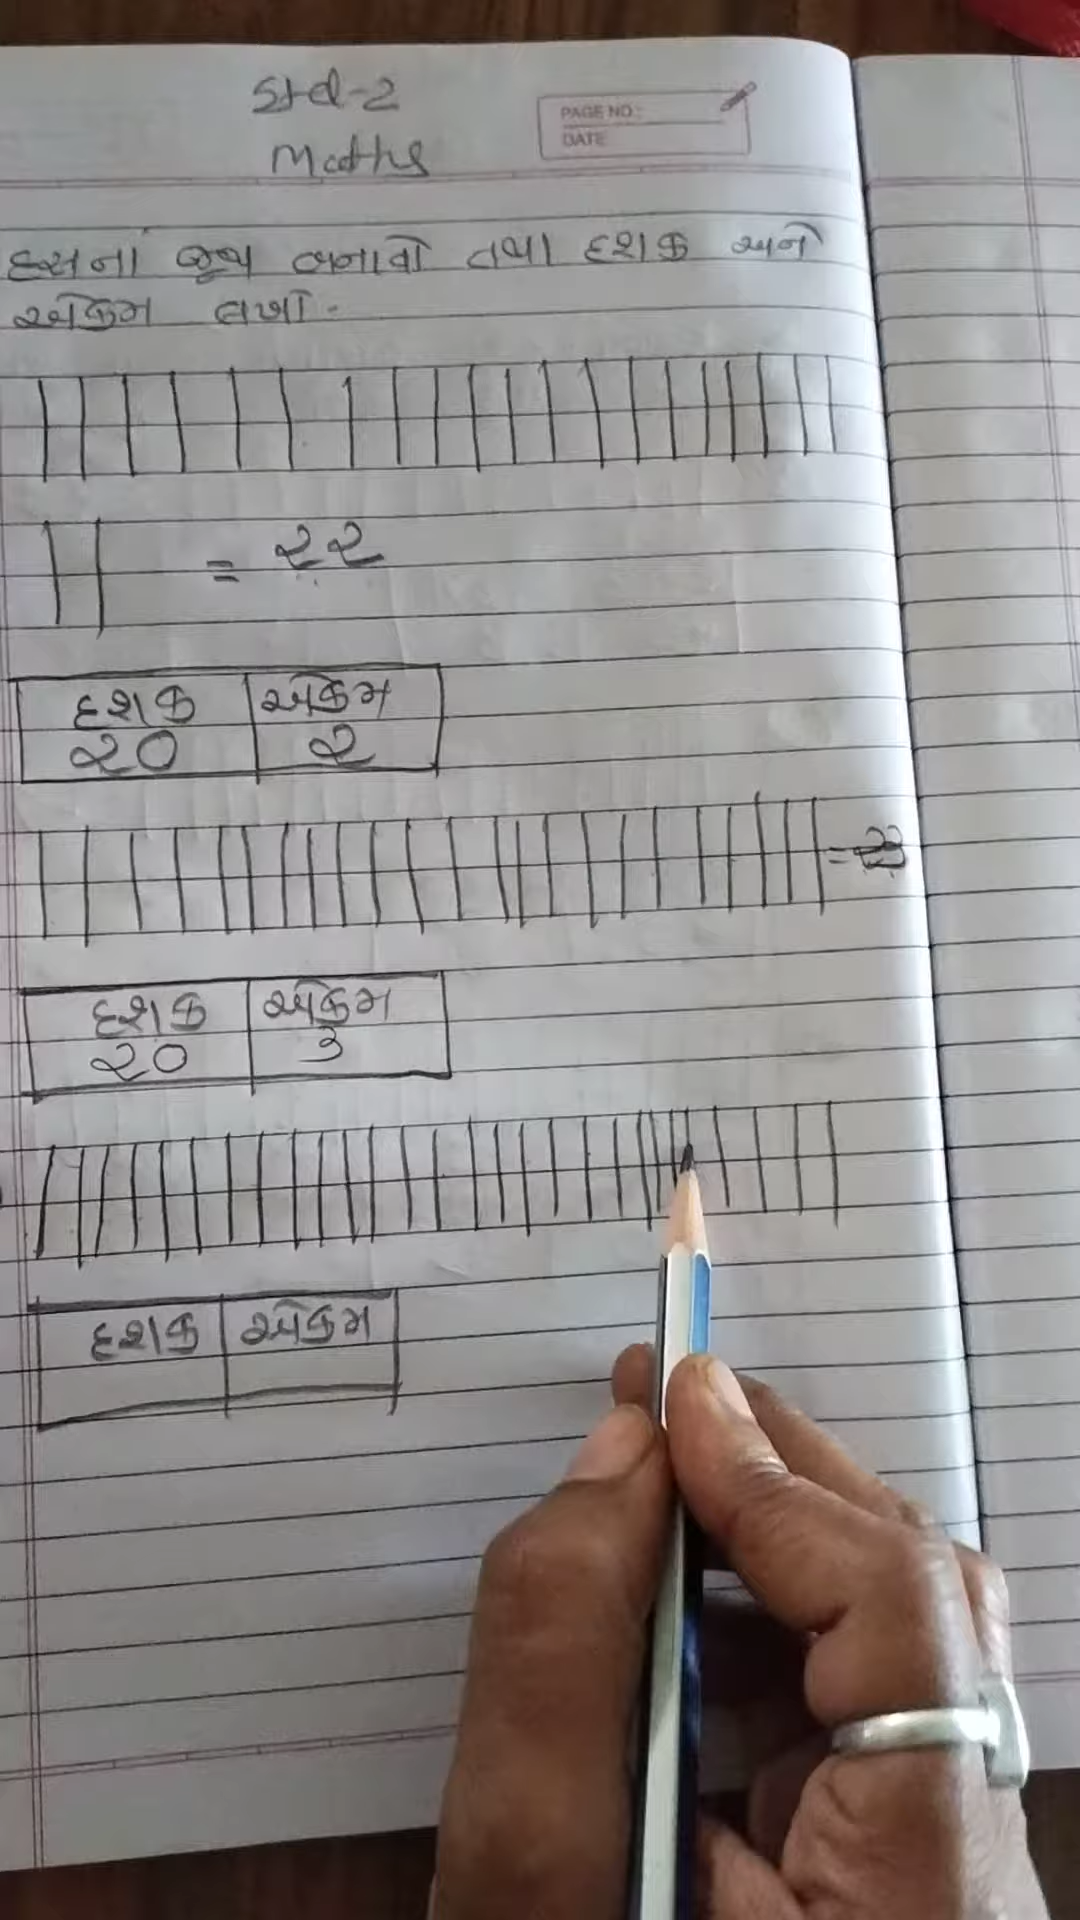 Std-2
Maths
PAGE NO.:
DATE
દસનાં જૂથ બનાવો તથા દશક અને
એકમ લખો.
= ૨૨
દશક એકમ
૨૦ ૨
દશક એકમ
૨૦ ૩
દશક એકમ